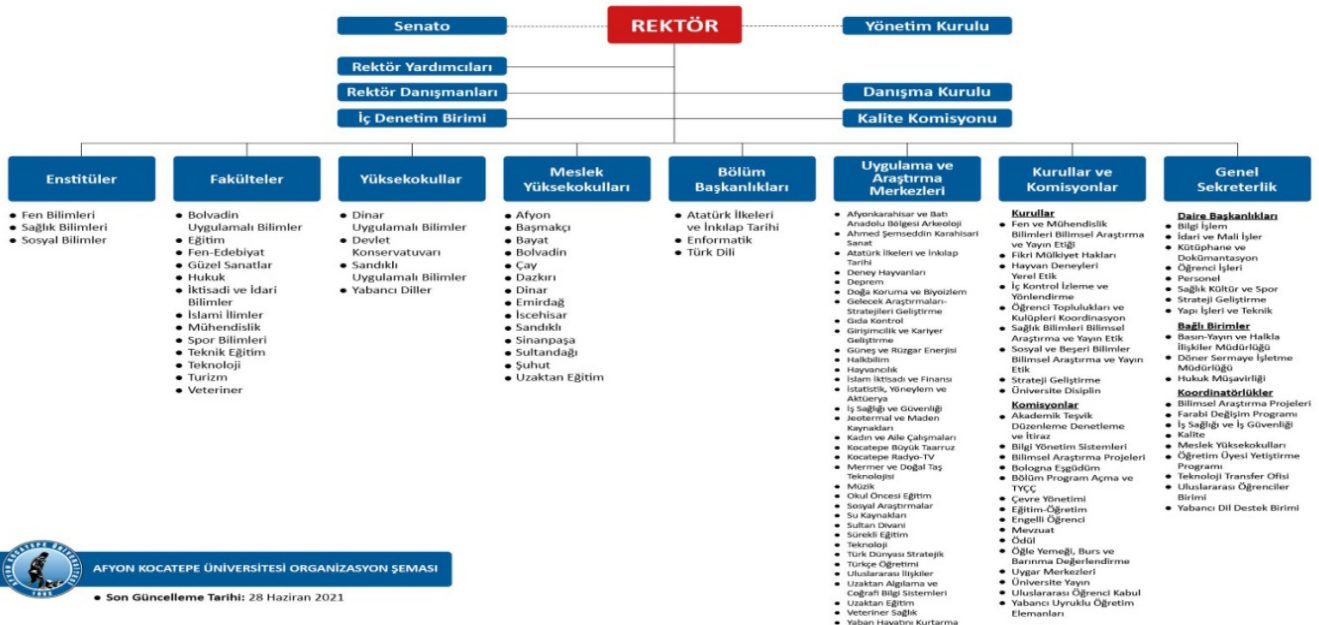 Senato
REKTÖR
Yönetim Kurulu
Rektör Yardımcıları
Rektör Danışmanları
Danışma Kurulu
İç Denetim Birimi
Kalite Komisyonu
Enstitüler
• Fen Bilimleri
• Sağlık Bilimleri
• Sosyal Bilimler
Fakülteler
• Bolvadin
Uygulamalı Bilimler
• Eğitim
• Fen-Edebiyat
• Güzel Sanatlar
• Hukuk
• İktisadi ve İdari
Bilimler
• İslami İlimler
• Mühendislik
• Spor Bilimleri
• Teknik Eğitim
• Teknoloji
• Turizm
• Veteriner
Yüksekokullar
• Dinar
Uygulamalı Bilimler
• Devlet
Konservatuvarı
• Sandıklı
Uygulamalı Bilimler
• Yabancı Diller
Meslek
Yüksekokulları
• Afyon
• Başmakçı
• Bayat
• Bolvadin
• Çay
• Dazkırı
• Dinar
• Emirdağ
• İscehisar
• Sandıklı
• Sinanpaşa
• Sultandağı
• Şuhut
• Uzaktan Eğitim
Bölüm
Başkanlıkları
• Atatürk İlkeleri
ve İnkılap Tarihi
• Enformatik
• Türk Dili
Uygulama ve
Araştırma
Merkezleri
• Afyonkarahisar ve Batı
Anadolu Bölgesi Arkeoloji
• Ahmed Şemseddin Karahisari
Sanat
• Atatürk İlkeleri ve İnkılap
Tarihi
• Deney Hayvanları
• Deprem
• Doğa Koruma ve Biyoizlem
• Gelecek Araştırmaları-
Stratejileri Geliştirme
• Gıda Kontrol
• Girişimcilik ve Kariyer
Geliştirme
• Güneş ve Rüzgar Enerjisi
• Halkbilim
• Hayvancılık
• İslam İktisadı ve Finansı
• İstatistik, Yöneylem ve
Aktüerya
• İş Sağlığı ve Güvenliği
• Jeotermal ve Maden
Kaynakları
• Kadın ve Aile Çalışmaları
• Kocatepe Büyük Taarruz
• Kocatepe Radyo-TV
• Mermer ve Doğal Taş
Teknolojisi
• Müzik
• Okul Öncesi Eğitim
• Sosyal Araştırmalar
• Su Kaynakları
• Sultan Divani
• Sürekli Eğitim
• Teknoloji
• Türk Dünyası Stratejik
• Türkçe Öğretimi
• Uluslararası İlişkiler
• Uzaktan Algılama ve
Coğrafi Bilgi Sistemleri
• Uzaktan Eğitim
• Veteriner Sağlık
• Yaban Hayatını Kurtarma
Kurullar ve
Komisyonlar
Kurullar
• Fen ve Mühendislik
Bilimleri Bilimsel Araştırma
ve Yayın Etiği
• Fikri Mülkiyet Hakları
• Hayvan Deneyleri
Yerel Etik
• İç Kontrol İzleme ve
Yönlendirme
• Öğrenci Toplulukları ve
Kulüpleri Koordinasyon
• Sağlık Bilimleri Bilimsel
Araştırma ve Yayın Etik
• Sosyal ve Beşeri Bilimler
Bilimsel Araştırma ve Yayın
Etik
• Strateji Geliştirme
• Üniversite Disiplin
Komisyonlar
• Akademik Teşvik
Düzenleme Denetleme
ve İtiraz
• Bilgi Yönetim Sistemleri
• Bilimsel Araştırma Projeleri
• Bologna Eşgüdüm
• Bölüm Program Açma ve
TYÇÇ
• Çevre Yönetimi
• Eğitim-Öğretim
• Engelli Öğrenci
• Mevzuat
• Ödül
• Öğle Yemeği, Burs ve
Barınma Değerlendirme
• Uygar Merkezleri
• Üniversite Yayın
• Uluslararası Öğrenci Kabul
• Yabancı Uyruklu Öğretim
Elemanları
Genel
Sekreterlik
Daire Başkanlıkları
• Bilgi İşlem
• İdari ve Mali İşler
• Kütüphane ve
Dokümantasyon
• Öğrenci İşleri
• Personel
• Sağlık Kültür ve Spor
• Strateji Geliştirme
• Yapı İşleri ve Teknik
Bağlı Birimler
• Basın-Yayın ve Halkla
İlişkiler Müdürlüğü
• Döner Sermaye İşletme
Müdürlüğü
• Hukuk Müşavirliği
Koordinatörlükler
• Bilimsel Araştırma Projeleri
• Farabi Değişim Programı
• İş Sağlığı ve İş Güvenliği
• Kalite
• Meslek Yüksekokulları
• Öğretim Üyesi Yetiştirme
Programı
• Teknoloji Transfer Ofisi
• Uluslararası Öğrenciler
Birimi
• Yabancı Dil Destek Birimi
AFYON KOCATEPE ÜNİVERSİTESİ
1992
AFYON KOCATEPE ÜNİVERSİTESİ ORGANİZASYON ŞEMASI
• Son Güncelleme Tarihi: 28 Haziran 2021